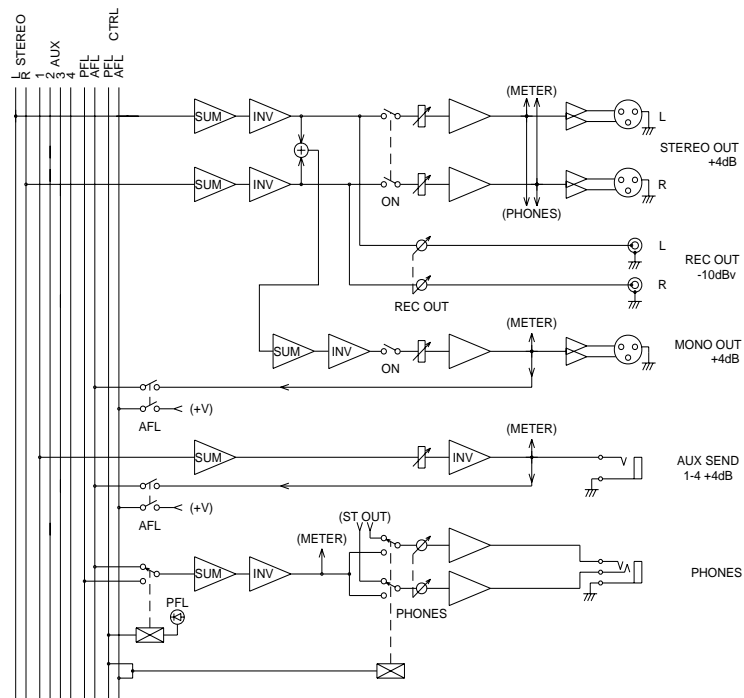 L STEREO
R
1
2 AUX
3
4
PFL
AFL
PFL CTRL
AFL
(METER)
SUM
INV
L
STEREO OUT
+4dB
SUM
INV
R
ON
(PHONES)
L
REC OUT
-10dBv
R
REC OUT
(METER)
SUM
INV
ON
MONO OUT
+4dB
(+V)
AFL
(METER)
SUM
INV
AUX SEND
1-4 +4dB
(+V)
AFL
(ST OUT)
(METER)
SUM
INV
PHONES
PHONES
PFL